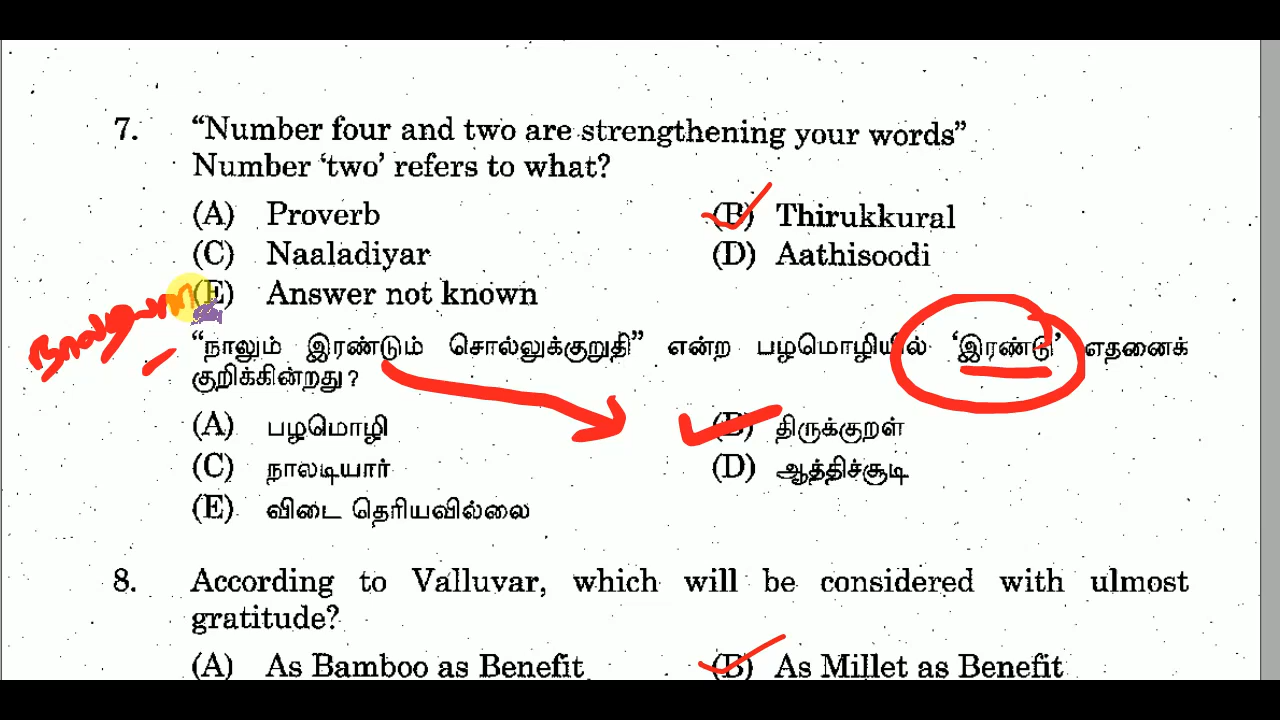 7. "Number four and two are strengthening your words"
Number 'two' refers to what?
(A) Proverb (B) Thirukkural
(C) Naaladiyar (D) Aathisoodi
(E) Answer not known
நாலடியார்
"நாலும் இரண்டும் சொல்லுக்குறுதி" என்ற பழமொழியில் 'இரண்டு' எதனைக்
குறிக்கின்றது?
(A) பழமொழி (B) திருக்குறள்
(C) நாலடியார் (D) ஆத்திச்சூடி
(E) விடை தெரியவில்லை
8. According to Valluvar, which will be considered with ulmost
gratitude?
(A) As Bamboo as Benefit (B) As Millet as Benefit